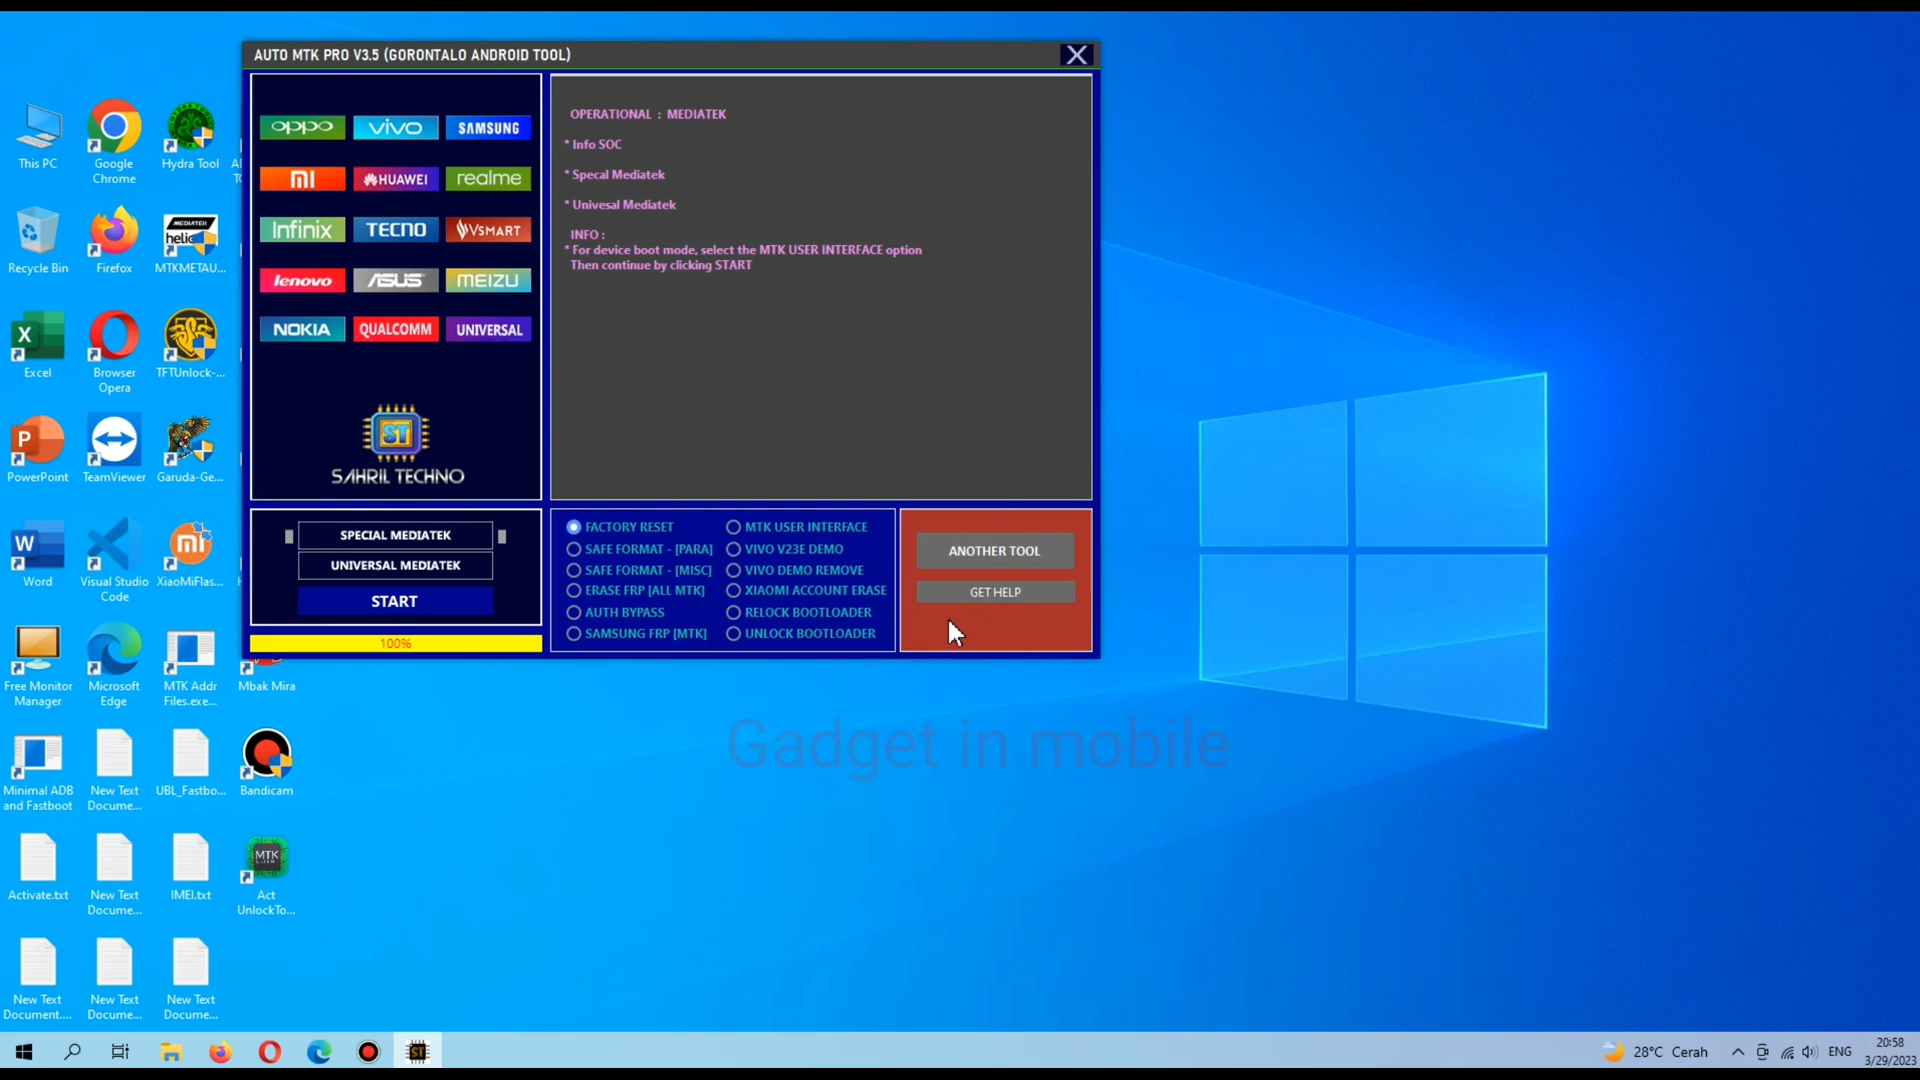 AUTO MTK PRO V3.5 (GORONTALO ANDROID TOOL)
X
oppo vivo SAMSUNG
mi HUAWEI realme
Infinix TECNO VSMART
lenovo ASUS MEIZU
NOKIA QUALCOMM UNIVERSAL
ST
SAHRIL TECHNO
OPERATIONAL : MEDIATEK
* Info SOC
* Specal Mediatek
* Univesal Mediatek
INFO :
* For device boot mode, select the MTK USER INTERFACE option
Then continue by clicking START
SPECIAL MEDIATEK
UNIVERSAL MEDIATEK
START
100%
FACTORY RESET
SAFE FORMAT - [PARA]
SAFE FORMAT - [MISC]
ERASE FRP [ALL MTK]
AUTH BYPASS
SAMSUNG FRP [MTK]
MTK USER INTERFACE
VIVO V23E DEMO
VIVO DEMO REMOVE
XIAOMI ACCOUNT ERASE
RELOCK BOOTLOADER
UNLOCK BOOTLOADER
ANOTHER TOOL
GET HELP
This PC
Google
Chrome
Hydra Tool
Recycle Bin
Firefox
MEDIATEK
helio
MTKMETAU...
X
Excel
Browser
Opera
TFTUnlock-...
P
PowerPoint
TeamViewer
Garuda-Ge...
W
Word
Visual Studio
Code
mi
XiaoMiFlas...
Free Monitor
Manager
Microsoft
Edge
MTK Addr
Files.exe...
Mbak Mira
Minimal ADB
and Fastboot
New Text
Docume...
UBL_Fastbo...
Bandicam
Activate.txt
New Text
Docume...
IMEI.txt
MTK
Act
UnlockTo...
New Text
Document....
New Text
Docume...
New Text
Docume...
Gadget in mobile
ST
28°C Cerah
ENG
20:58
3/29/2023